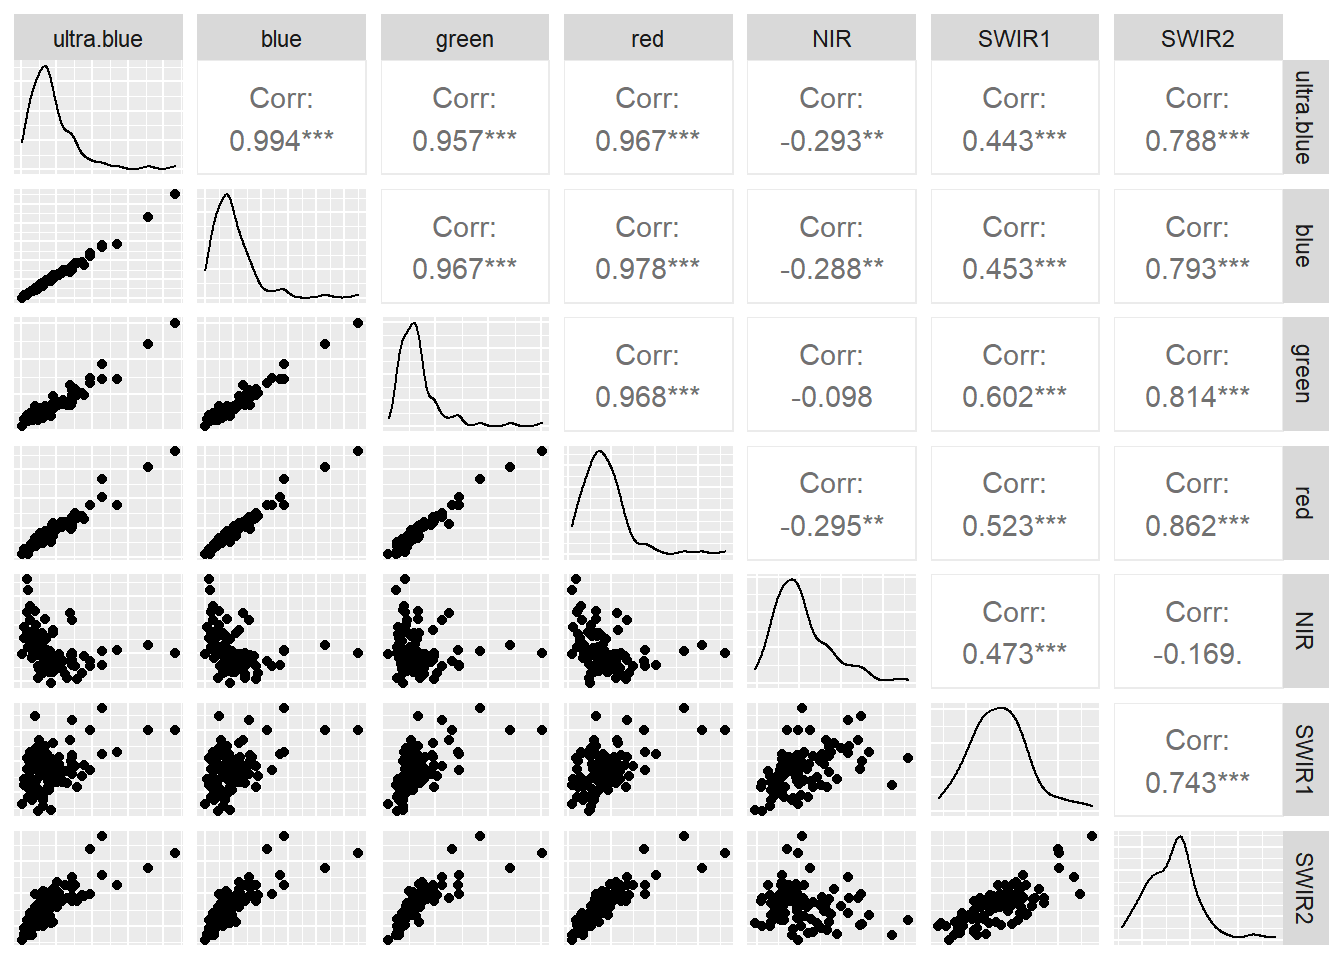 ultra.blue blue green red NIR SWIR1 SWIR2
Corr: Corr: Corr: Corr: Corr: Corr:
0.994*** 0.957*** 0.967*** -0.293** 0.443*** 0.788***
ultra.blue
Corr: Corr: Corr: Corr: Corr:
0.967*** 0.978*** -0.288** 0.453*** 0.793***
blue
Corr: Corr: Corr: Corr:
0.968*** -0.098 0.602*** 0.814***
green
Corr: Corr: Corr:
-0.295** 0.523*** 0.862***
red
Corr: Corr:
0.473*** -0.169.
NIR
Corr:
0.743***
SWIR1
SWIR2